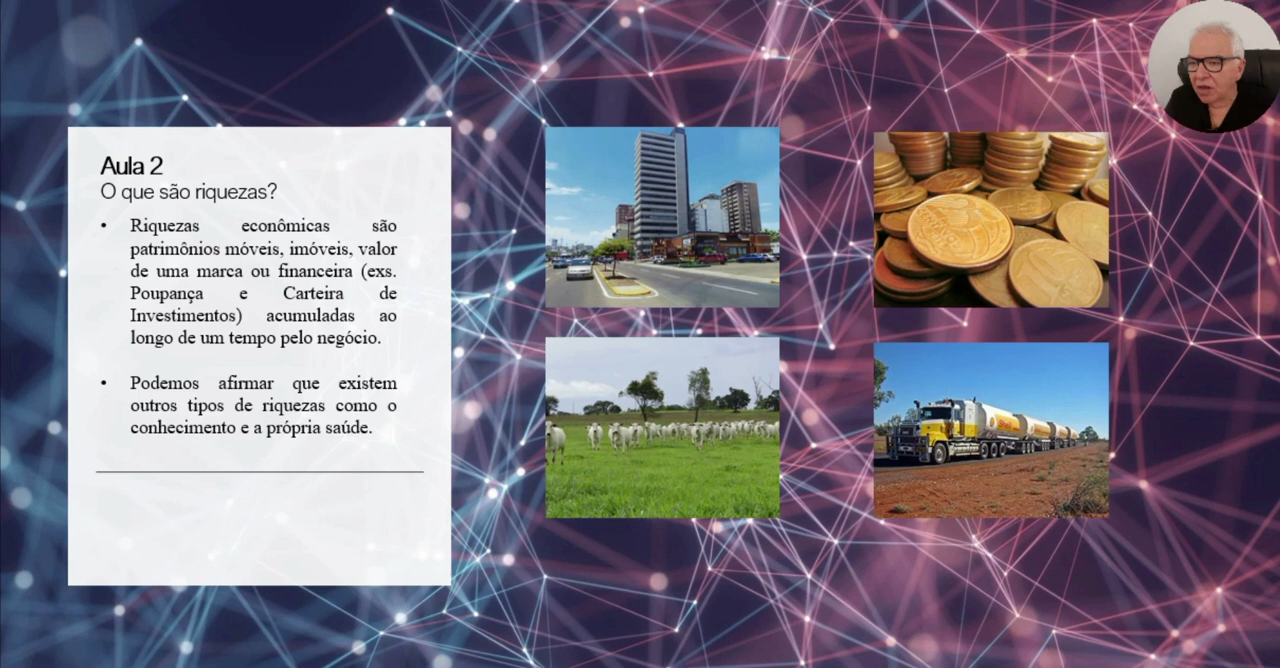 Aula 2
O que são riquezas?
• Riquezas econômicas são
patrimônios móveis, imóveis, valor
de uma marca ou financeira (exs.
Poupança e Carteira de
Investimentos) acumuladas ao
longo de um tempo pelo negócio.
• Podemos afirmar que existem
outros tipos de riquezas como o
conhecimento e a própria saúde.